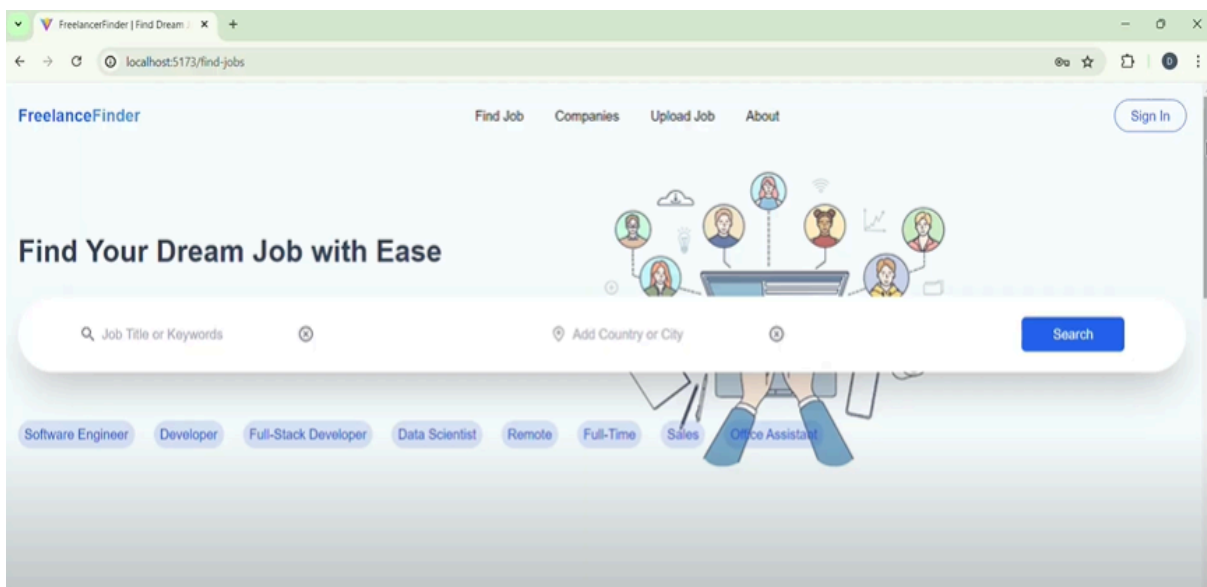 FreelancerFinder | Find Dream J
localhost:5173/find-jobs
D
FreelanceFinder
Find Job Companies Upload Job About
Sign In
Find Your Dream Job with Ease
Job Title or Keywords
Add Country or City
Search
Software Engineer Developer Full-Stack Developer Data Scientist Remote Full-Time Sales Office Assistant